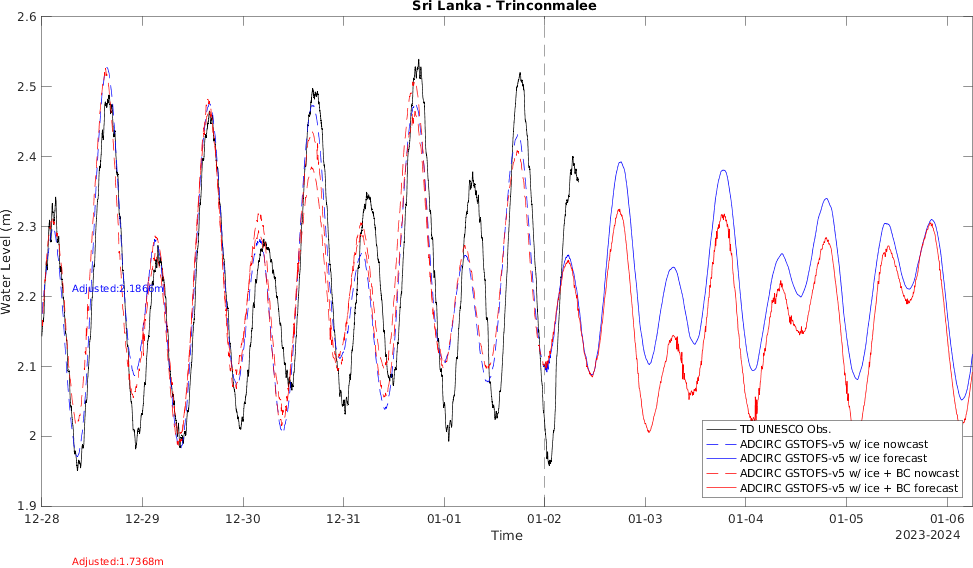 Sri Lanka - Trinconmalee
Water Level (m)
2.6
2.5
2.4
2.3
2.2
2.1
2
1.9
Adjusted:2.1866m
TD UNESCO Obs.
ADCIRC GSTOFS-v5 w/ ice nowcast
ADCIRC GSTOFS-v5 w/ ice forecast
ADCIRC GSTOFS-v5 w/ ice + BC nowcast
ADCIRC GSTOFS-v5 w/ ice + BC forecast
12-28 12-29 12-30 12-31 01-01 01-02 01-03 01-04 01-05 01-06
Time
2023-2024
Adjusted:1.7368m